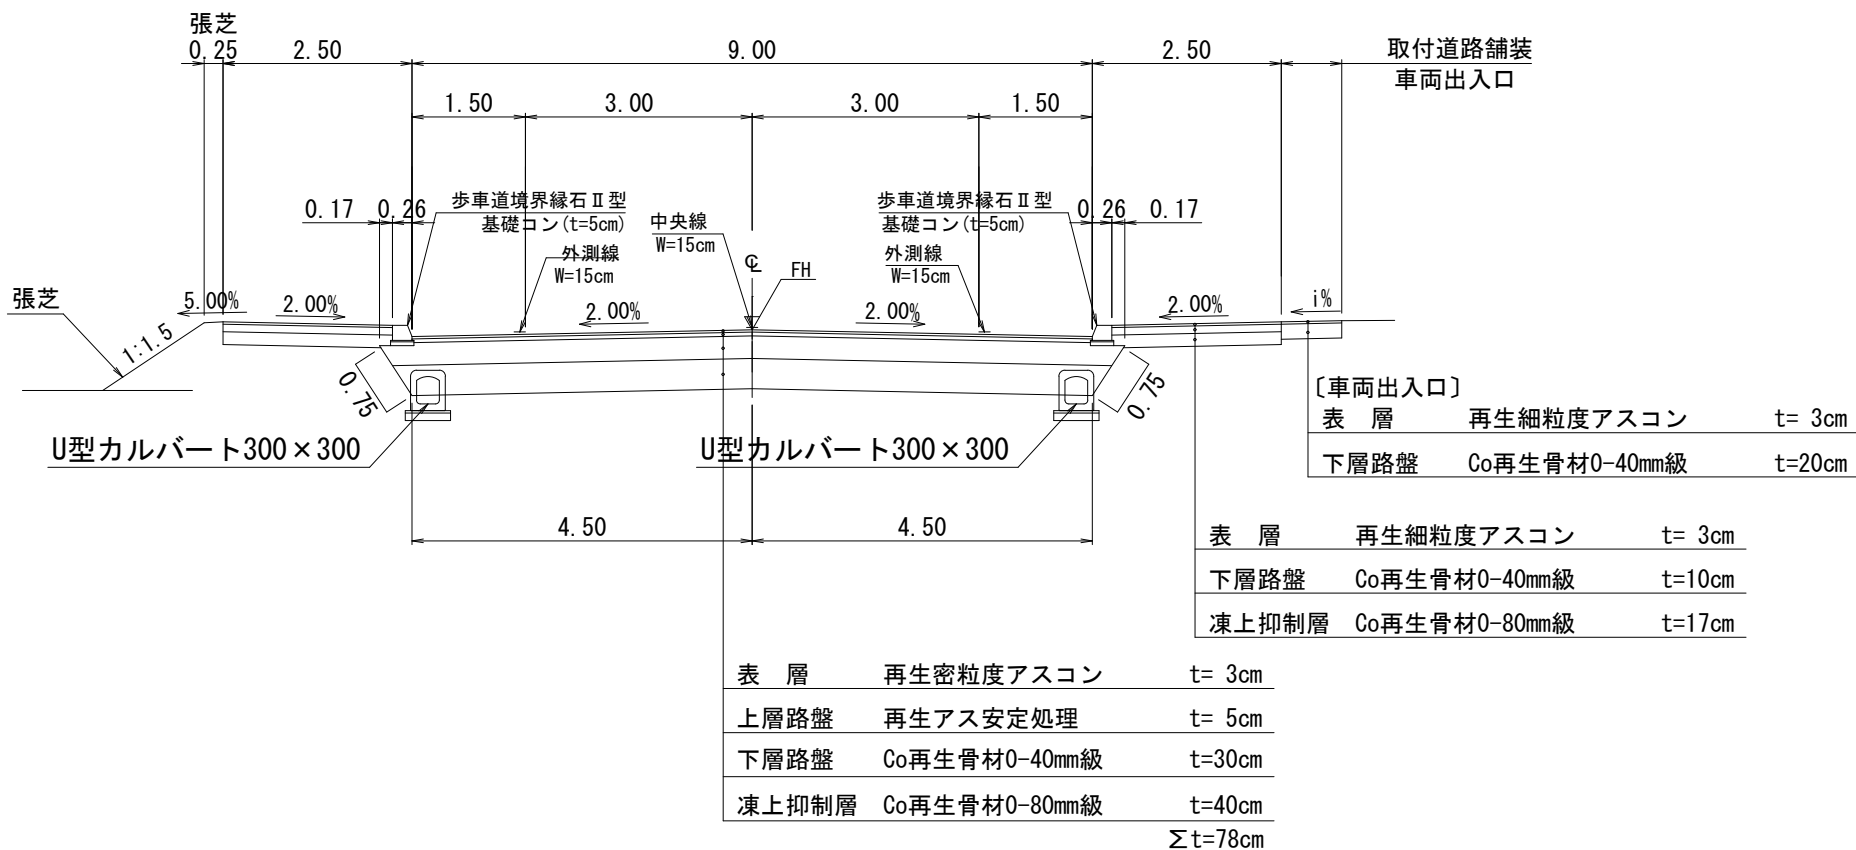 張芝
0.25 2.50 9.00 2.50 取付道路舗装
車両出入口
1.50 3.00 3.00 1.50
歩車道境界縁石Ⅱ型 歩車道境界縁石Ⅱ型
0.17 0.26 0.26 0.17
基礎コン(t=5cm) 中央線 基礎コン(t=5cm)
W=15cm
外測線 外測線
W=15cm W=15cm
℄ FH
張芝 5.00% 2.00% 2.00% 2.00% 2.00% i%
1:1.5
0.75 0.75
U型カルバート300×300 U型カルバート300×300
4.50 4.50
〔車両出入口〕
表 層 再生細粒度アスコン t= 3cm
下層路盤 Co再生骨材0-40mm級 t=20cm
表 層 再生細粒度アスコン t= 3cm
下層路盤 Co再生骨材0-40mm級 t=10cm
凍上抑制層 Co再生骨材0-80mm級 t=17cm
表 層 再生密粒度アスコン t= 3cm
上層路盤 再生アス安定処理 t= 5cm
下層路盤 Co再生骨材0-40mm級 t=30cm
凍上抑制層 Co再生骨材0-80mm級 t=40cm
Σt=78cm